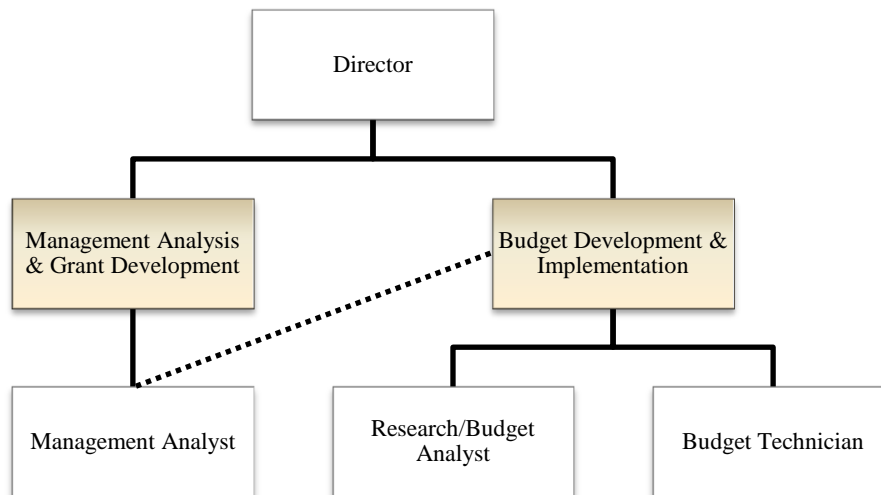 Director
Management Analysis
& Grant Development
Budget Development &
Implementation
Management Analyst
Research/Budget
Analyst
Budget Technician